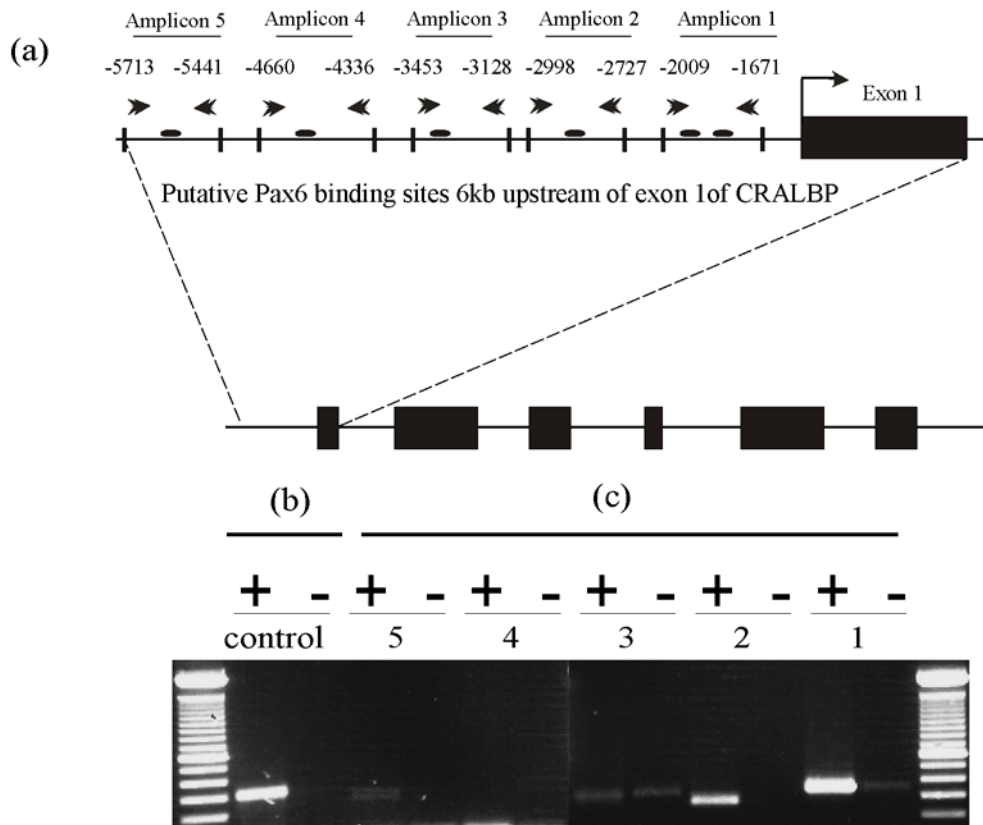 (a)
Amplicon 5 Amplicon 4 Amplicon 3 Amplicon 2 Amplicon 1
-5713 -5441 -4660 -4336 -3453 -3128 -2998 -2727 -2009 -1671
Exon 1
Putative Pax6 binding sites 6kb upstream of exon 1of CRALBP
(b) (c)
+ - + - + - + - + - + -
control 5 4 3 2 1